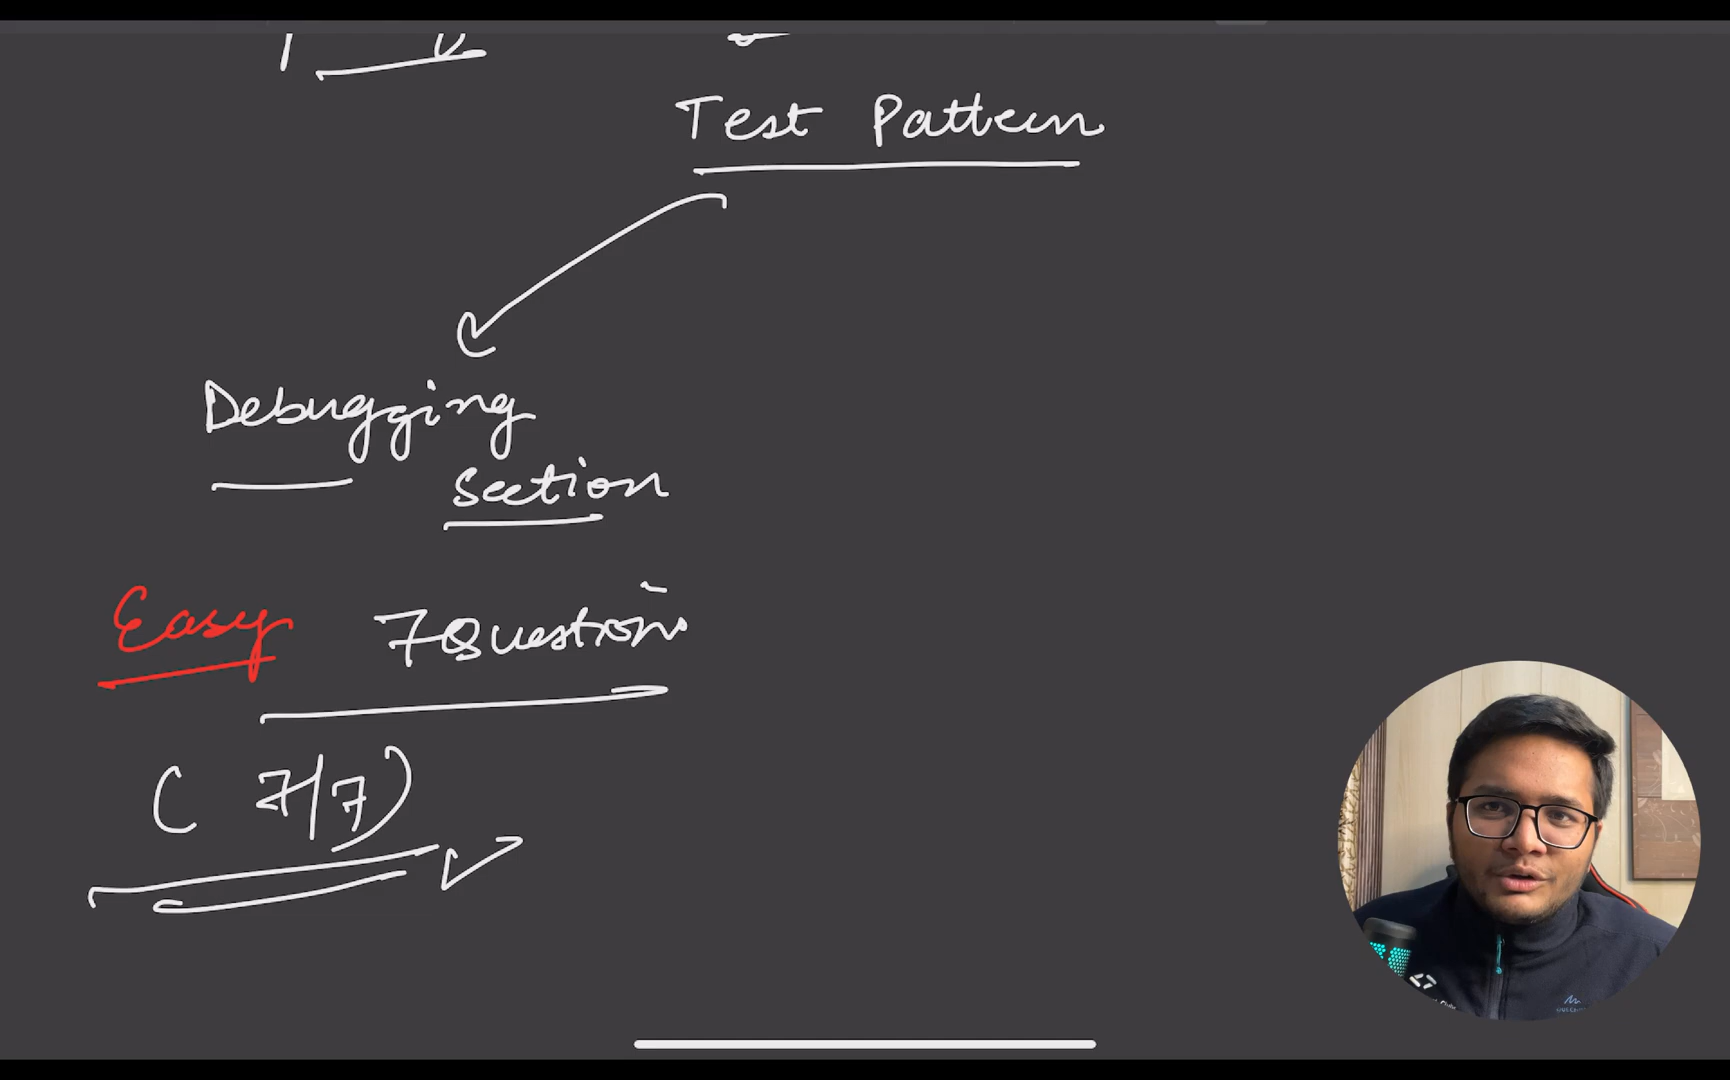 Test Pattern
Debugging
Section
Easy 7 Questions
( 7/7 )